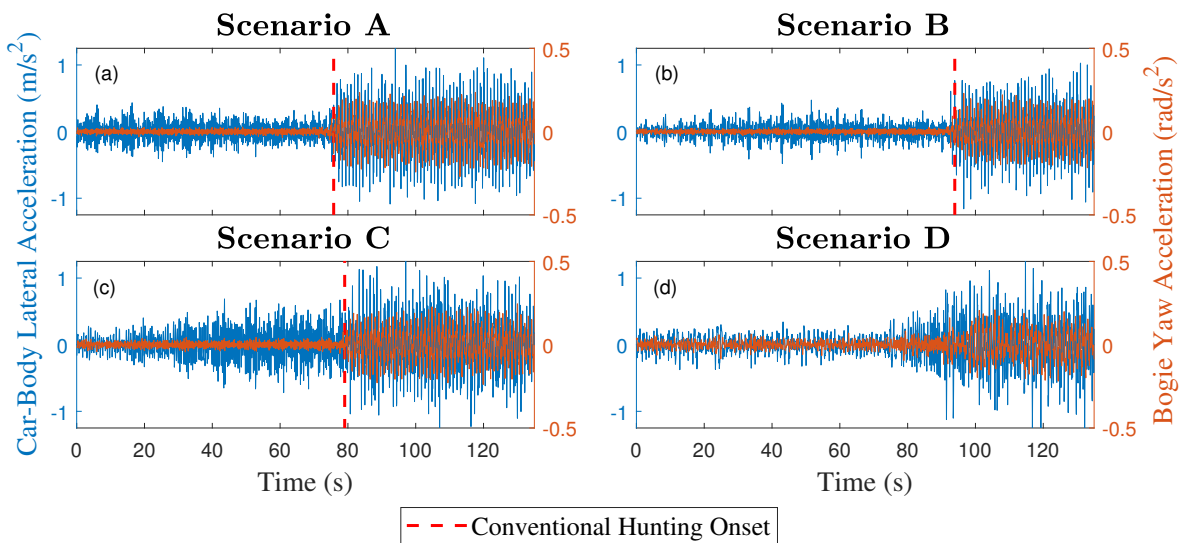 Scenario A
Scenario B
Car-Body Lateral Acceleration (m/s²)
Bogie Yaw Acceleration (rad/s²)
(a)
1
0
-1
0.5
0
-0.5
0 20 40 60 80 100 120
(b)
1
0
-1
0.5
0
-0.5
0 20 40 60 80 100 120
Scenario C
Scenario D
(c)
1
0
-1
0.5
0
-0.5
0 20 40 60 80 100 120
Time (s)
(d)
1
0
-1
0.5
0
-0.5
0 20 40 60 80 100 120
Time (s)
Conventional Hunting Onset